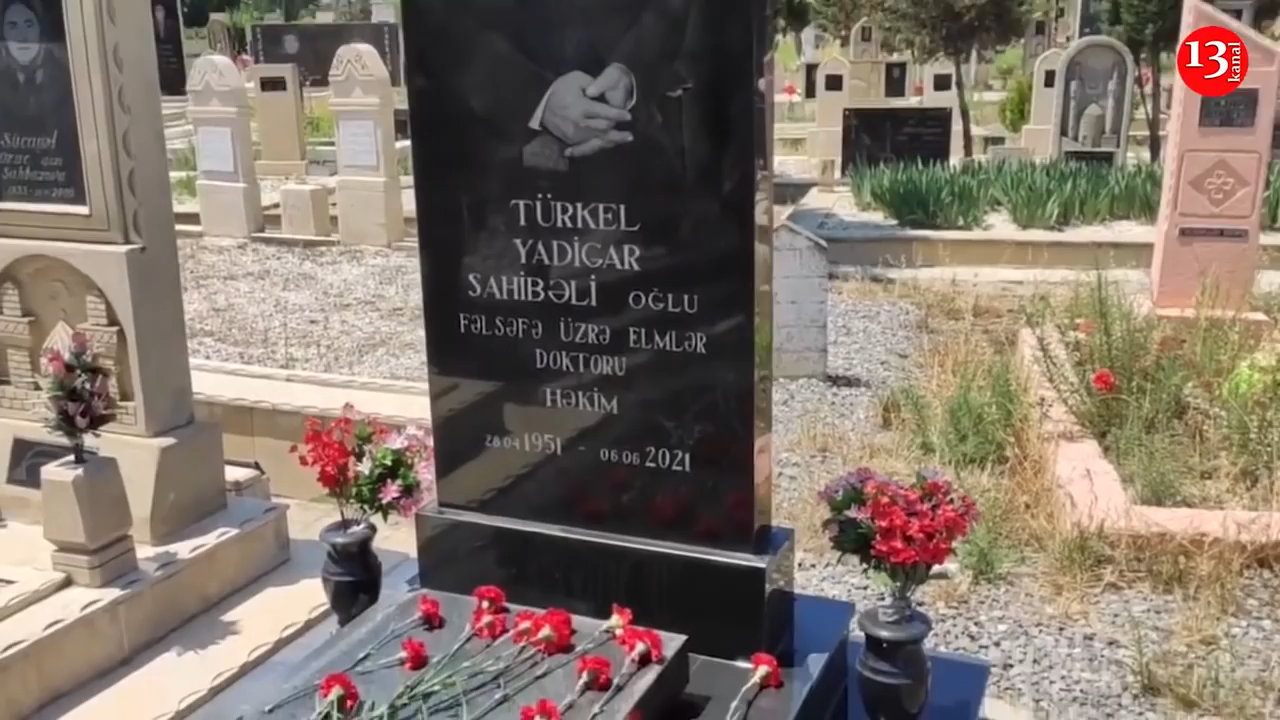 13 kanal
TÜRKEL
YADİGAR
SAHİBƏLİ OĞLU
FƏLSƏFƏ ÜZRƏ ELMLƏR
DOKTORU
HƏKİM
28 04 1951 - 06 06 2021